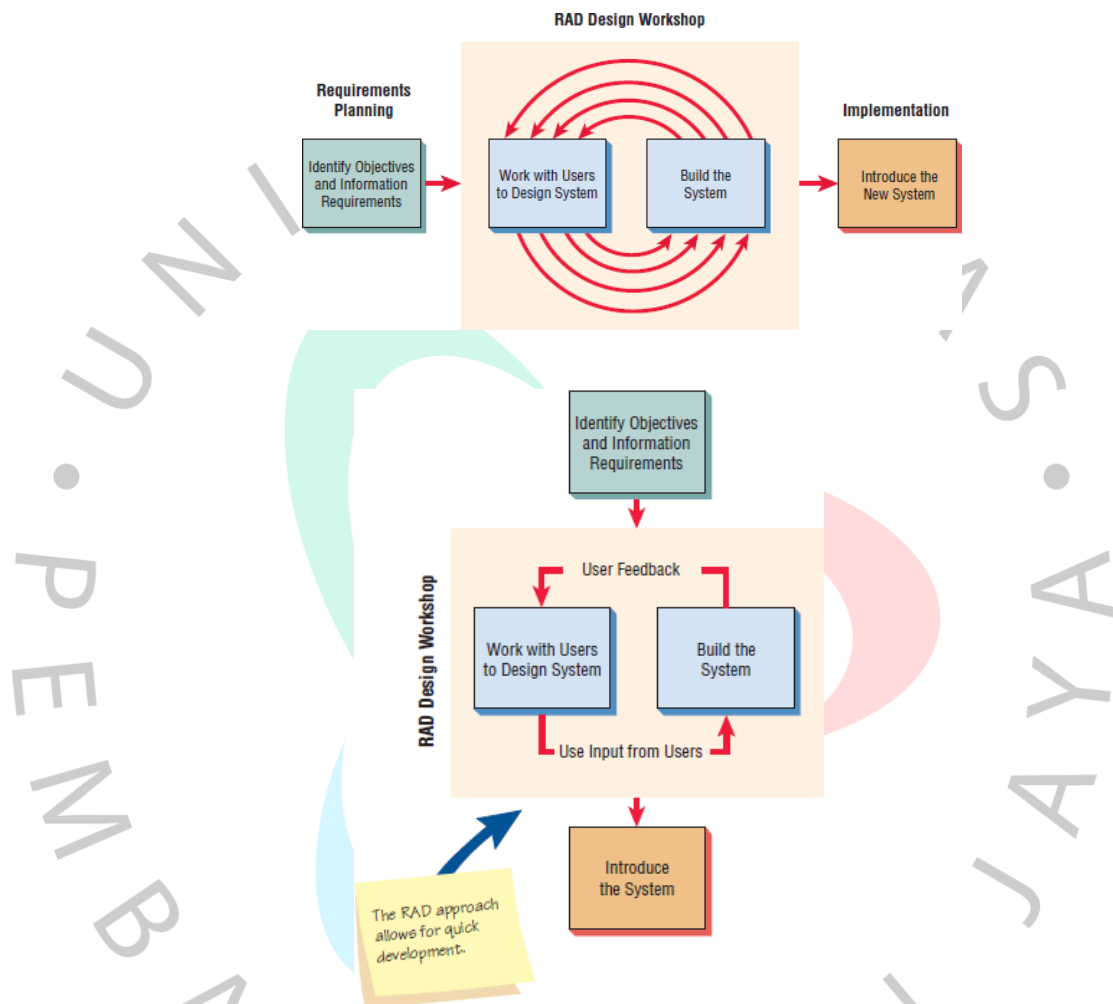 RAD Design Workshop
Requirements
Planning
Implementation
Identify Objectives
and Information
Requirements
Work with Users
to Design System
Build the
System
Introduce the
New System
Identify Objectives
and Information
Requirements
RAD Design Workshop
User Feedback
Work with Users
to Design System
Build the
System
Use Input from Users
Introduce
the System
The RAD approach
allows for quick
development.
U N I
S
P E M B
J A Y A